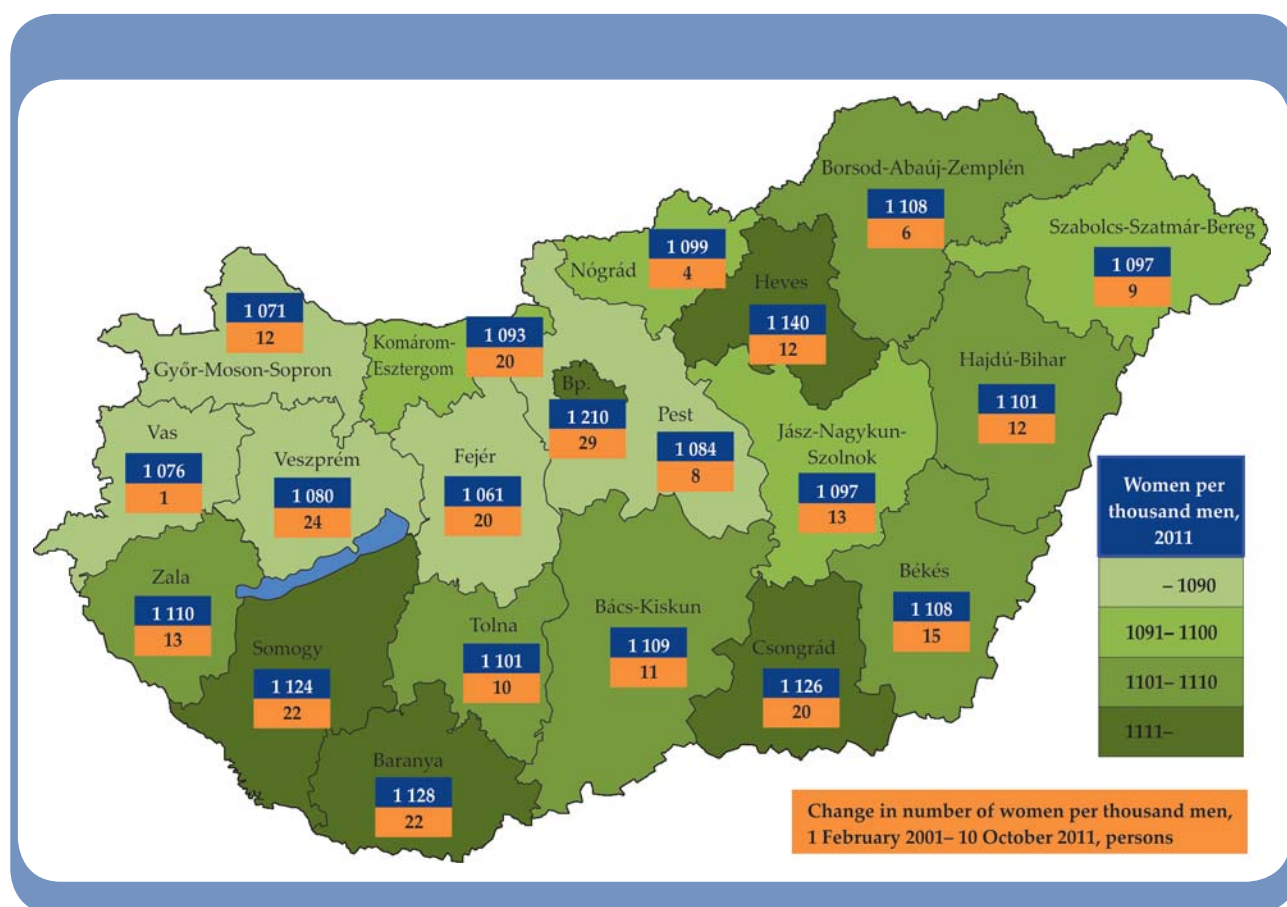 Borsod-Abaúj-Zemplén
1 108
6
Szabolcs-Szatmár-Bereg
1 097
9
Nógrád
1 099
4
Heves
1 140
12
1 071
12
Győr-Moson-Sopron
Komárom-
Esztergom
1 093
20
Hajdú-Bihar
1 101
12
Bp.
1 210
29
Pest
1 084
8
Jász-Nagykun-
Szolnok
1 097
13
Vas
1 076
1
Veszprém
1 080
24
Fejér
1 061
20
Zala
1 110
13
Somogy
1 124
22
Tolna
1 101
10
Bács-Kiskun
1 109
11
Csongrád
1 126
20
Békés
1 108
15
Baranya
1 128
22
Women per
thousand men,
2011
– 1090
1091– 1100
1101– 1110
1111–
Change in number of women per thousand men,
1 February 2001– 10 October 2011, persons